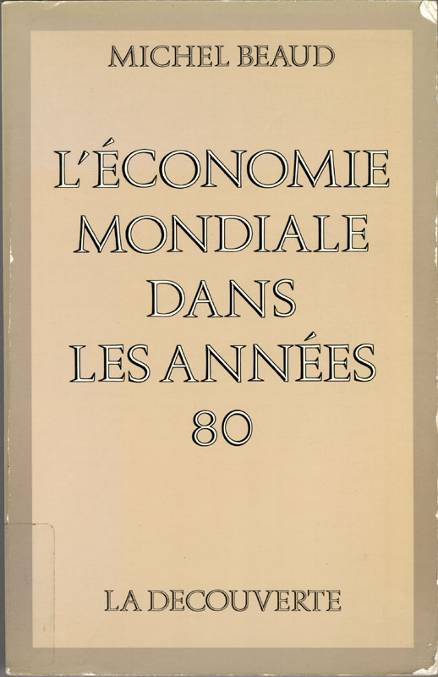 MICHEL BEAUD
L'ÉCONOMIE
MONDIALE
DANS
LES ANNÉES
80
LA DECOUVERTE